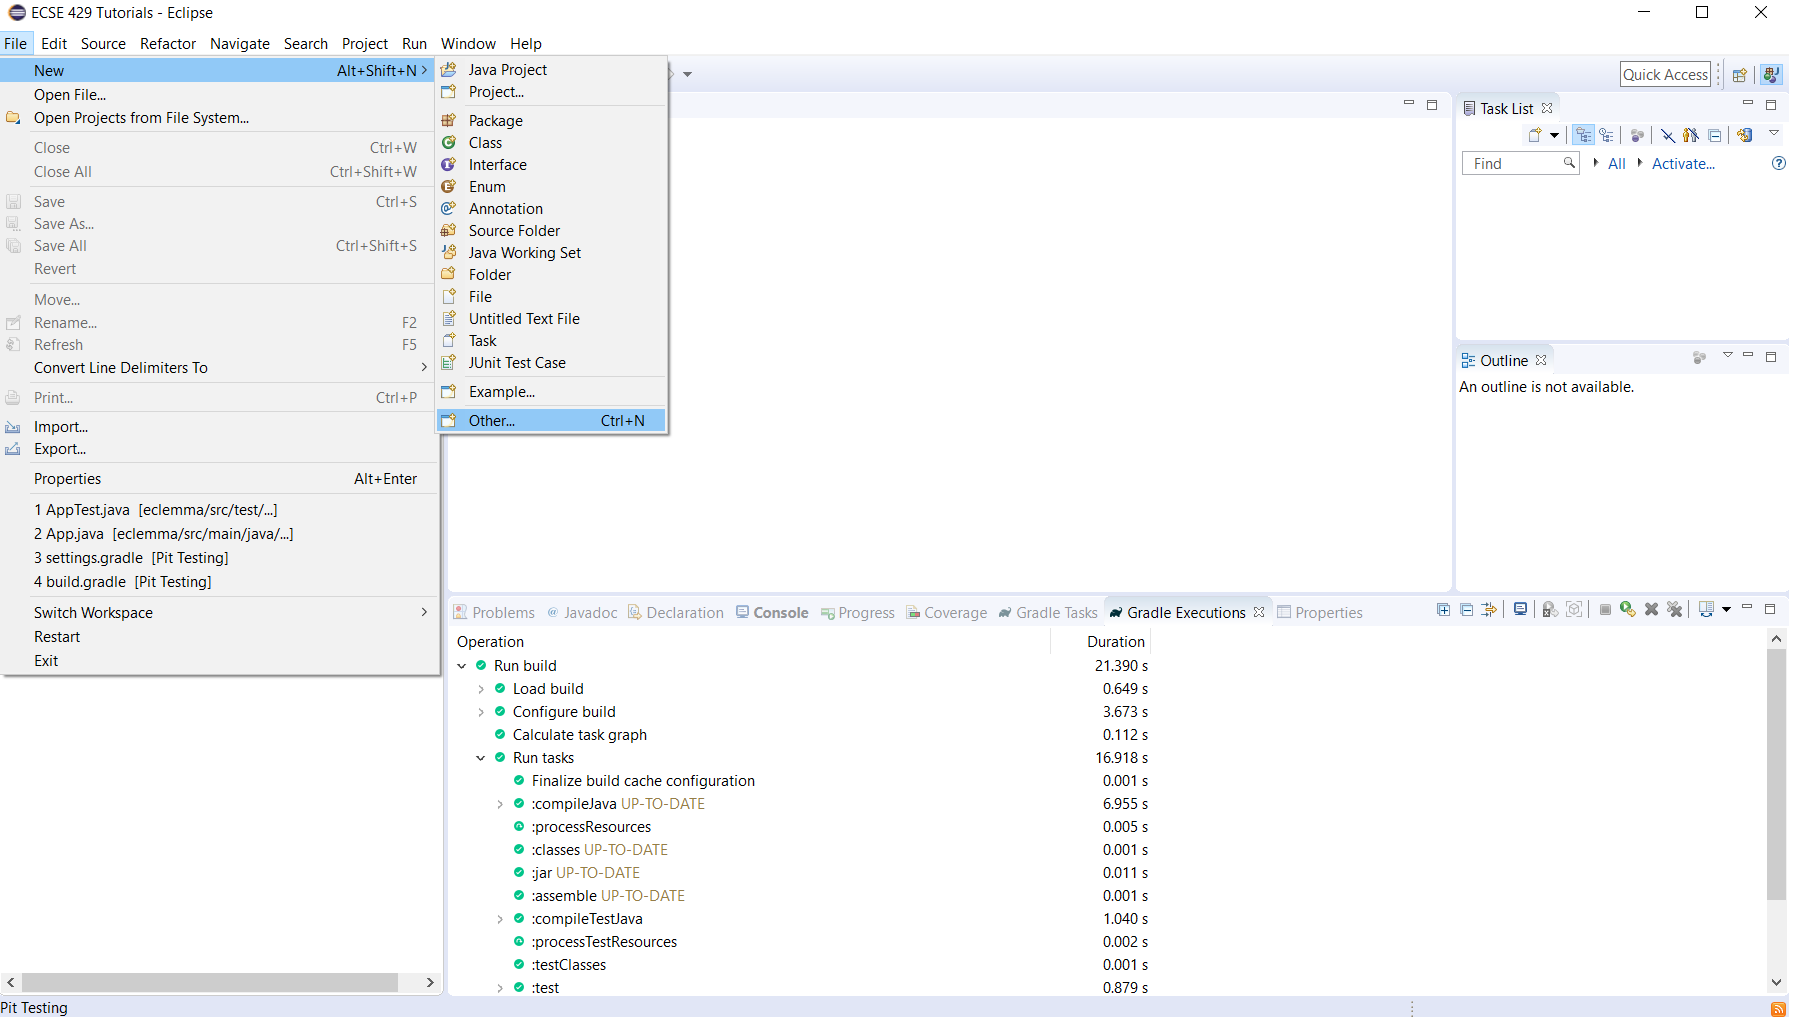 ECSE 429 Tutorials - Eclipse
File Edit Source Refactor Navigate Search Project Run Window Help
New Alt+Shift+N
Open File...
Open Projects from File System...
Close Ctrl+W
Close All Ctrl+Shift+W
Save Ctrl+S
Save As...
Save All Ctrl+Shift+S
Revert
Move...
Rename... F2
Refresh F5
Convert Line Delimiters To
Print... Ctrl+P
Import...
Export...
Properties Alt+Enter
1 AppTest.java [eclemma/src/test/...]
2 App.java [eclemma/src/main/java/...]
3 settings.gradle [Pit Testing]
4 build.gradle [Pit Testing]
Switch Workspace
Restart
Exit
Java Project
Project...
Package
Class
Interface
Enum
Annotation
Source Folder
Java Working Set
Folder
File
Untitled Text File
Task
JUnit Test Case
Example...
Other... Ctrl+N
Quick Access
Task List
Find All Activate...
Outline
An outline is not available.
Problems Javadoc Declaration Console Progress Coverage Gradle Tasks Gradle Executions Properties
Operation Duration
Run build 21.390 s
Load build 0.649 s
Configure build 3.673 s
Calculate task graph 0.112 s
Run tasks 16.918 s
Finalize build cache configuration 0.001 s
:compileJava UP-TO-DATE 6.955 s
:processResources 0.005 s
:classes UP-TO-DATE 0.001 s
:jar UP-TO-DATE 0.011 s
:assemble UP-TO-DATE 0.001 s
:compileTestJava 1.040 s
:processTestResources 0.002 s
:testClasses 0.001 s
:test 0.879 s
Pit Testing